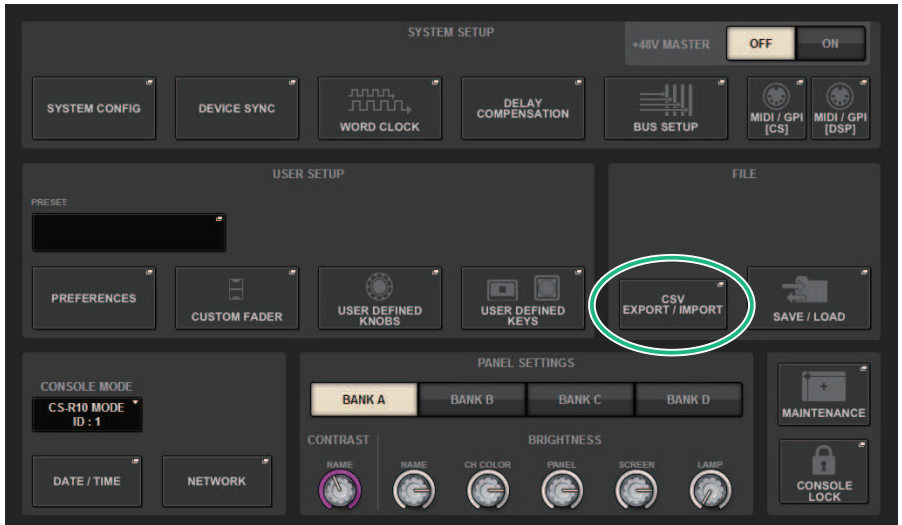 SYSTEM SETUP
+48V MASTER
OFF
ON
SYSTEM CONFIG
DEVICE SYNC
WORD CLOCK
DELAY
COMPENSATION
BUS SETUP
MIDI / GPI
[CS]
MIDI / GPI
[DSP]
USER SETUP
PRESET
PREFERENCES
CUSTOM FADER
USER DEFINED
KNOBS
USER DEFINED
KEYS
FILE
CSV
EXPORT / IMPORT
SAVE / LOAD
CONSOLE MODE
CS-R10 MODE
ID : 1
DATE / TIME
NETWORK
PANEL SETTINGS
BANK A
BANK B
BANK C
BANK D
CONTRAST
BRIGHTNESS
NAME
NAME
CH COLOR
PANEL
SCREEN
LAMP
MAINTENANCE
CONSOLE
LOCK